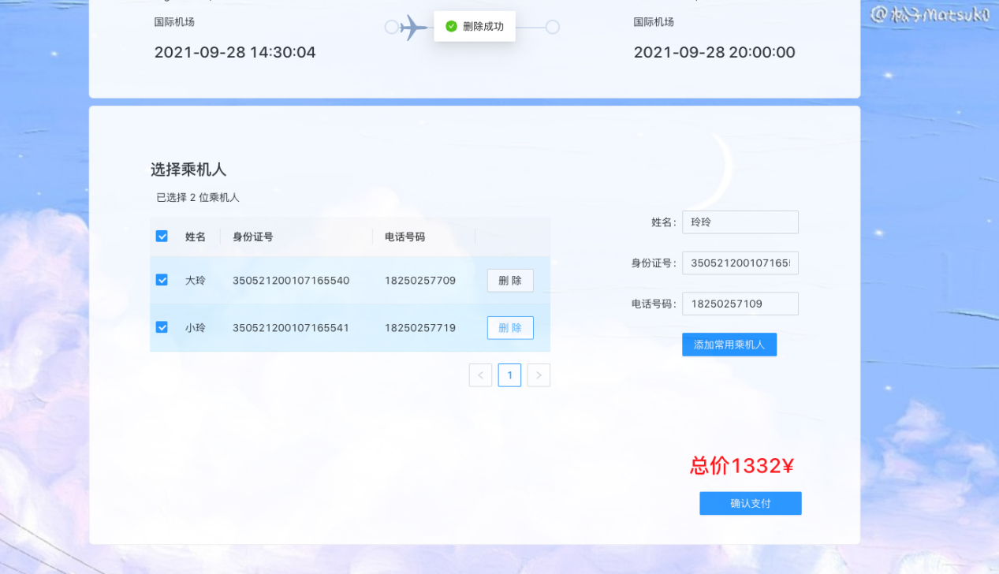 @松子Matsuko
国际机场
删除成功
国际机场
2021-09-28 14:30:04
2021-09-28 20:00:00
选择乘机人
已选择 2 位乘机人
姓名 身份证号 电话号码
大玲 350521200107165540 18250257709 删 除
小玲 350521200107165541 18250257719 删 除
< 1 >
姓名: 玲玲
身份证号: 350521200107165
电话号码: 18250257109
添加常用乘机人
总价1332¥
确认支付